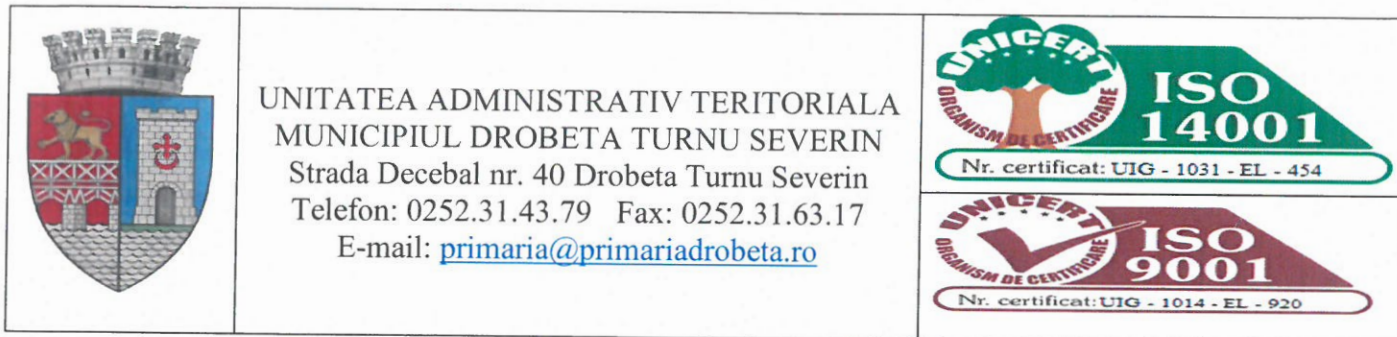 UNITATEA ADMINISTRATIV TERITORIALA
MUNICIPIUL DROBETA TURNU SEVERIN
Strada Decebal nr. 40 Drobeta Turnu Severin
Telefon: 0252.31.43.79 Fax: 0252.31.63.17
E-mail: primaria@primariadrobeta.ro
UNICERT
ORGANISM DE CERTIFICARE
ISO
14001
Nr. certificat: UIG - 1031 - EL - 454
UNICERT
ORGANISM DE CERTIFICARE
ISO
9001
Nr. certificat: UIG - 1014 - EL - 920